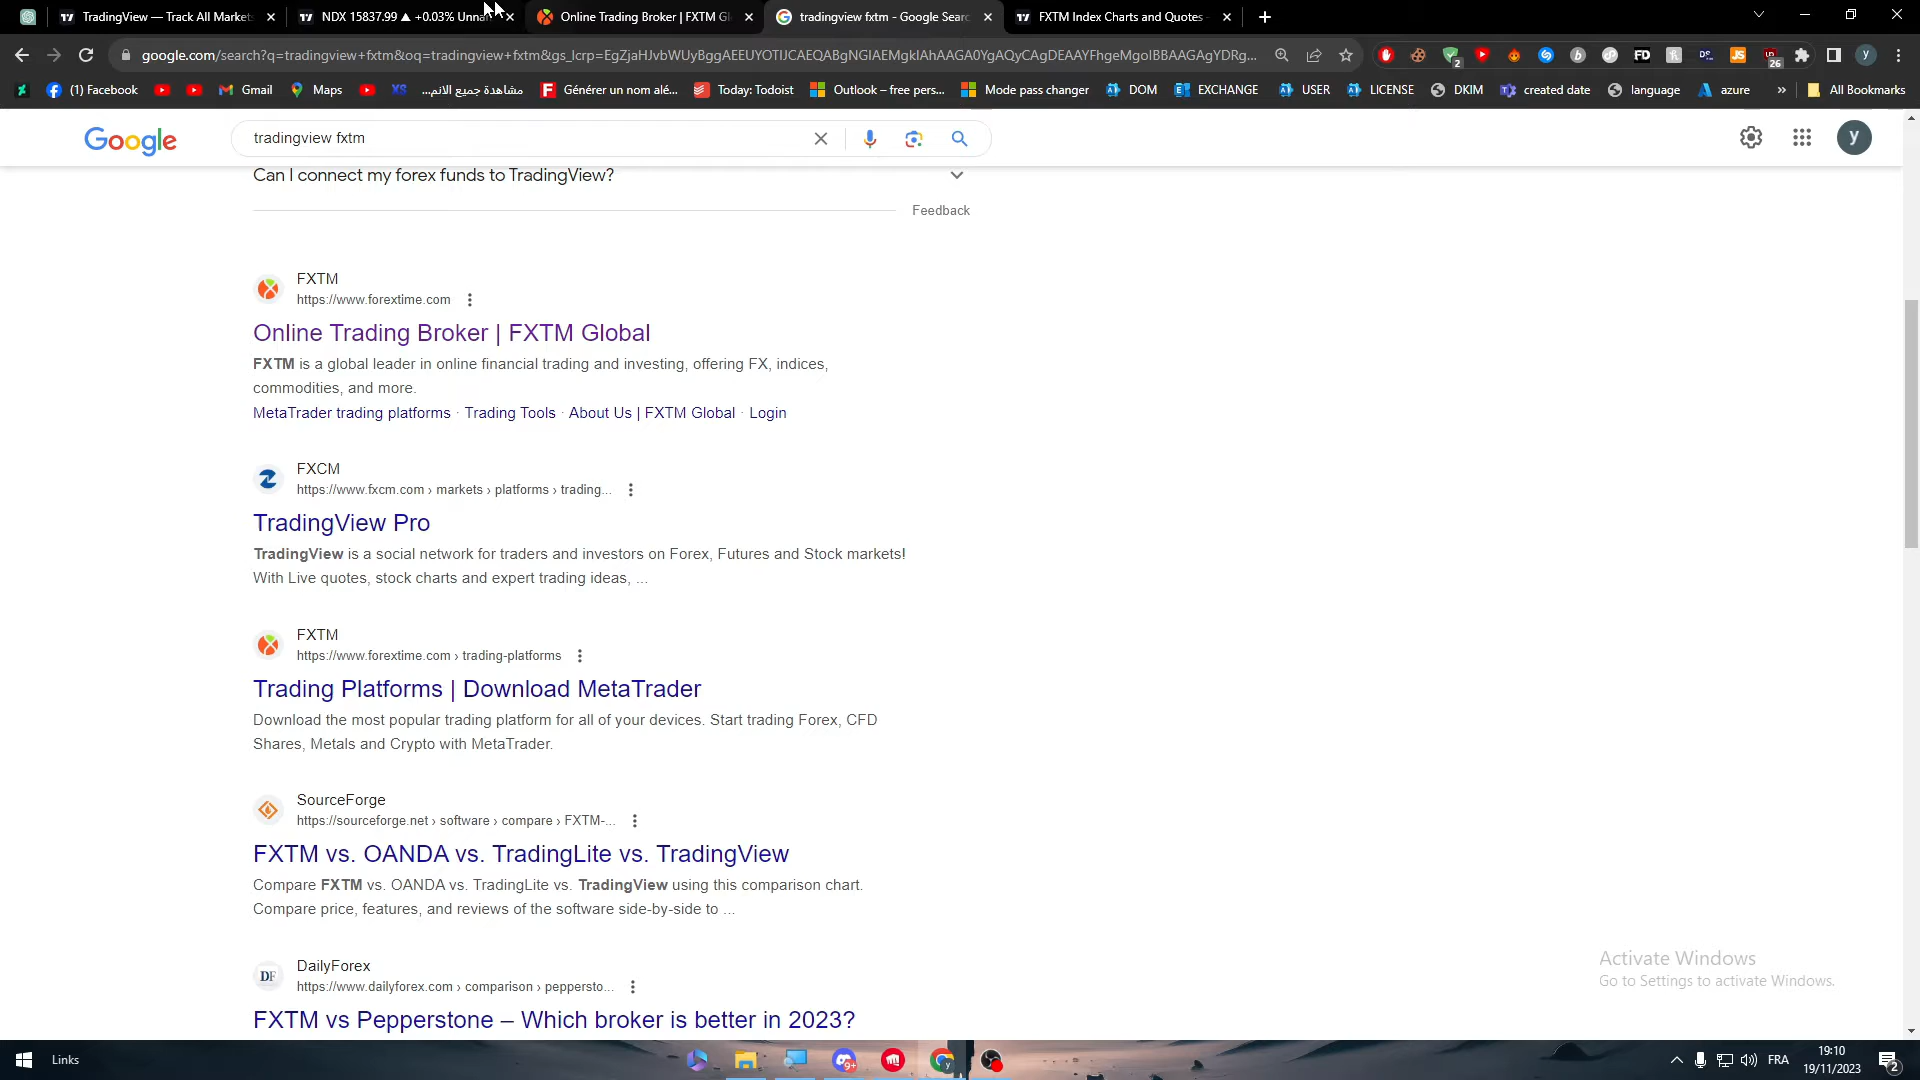 TradingView — Track All Markets
NDX 15837.99 ▲ +0.03% Unna
Online Trading Broker | FXTM Gl
tradingview fxtm - Google Searc
FXTM Index Charts and Quotes
google.com/search?q=tradingview+fxtm&oq=tradingview+fxtm&gs_lcrp=EgZjaHJvbWUyBggAEEUYOTIJCAEQABgNGIAEMgkIAhAAGA0YgAQyCAgDEAAYFhgeMgoIBBAAGAgYDRg...
(1) Facebook
Gmail
Maps
XS
مشاهدة جميع الانم...
Générer un nom alé...
Today: Todoist
Outlook – free pers...
Mode pass changer
DOM
EXCHANGE
USER
LICENSE
DKIM
created date
language
azure
»
All Bookmarks
Google
tradingview fxtm
y
Can I connect my forex funds to TradingView?
Feedback
FXTM
https://www.forextime.com
Online Trading Broker | FXTM Global
FXTM is a global leader in online financial trading and investing, offering FX, indices,
commodities, and more.
MetaTrader trading platforms · Trading Tools · About Us | FXTM Global · Login
FXCM
https://www.fxcm.com › markets › platforms › trading...
TradingView Pro
TradingView is a social network for traders and investors on Forex, Futures and Stock markets!
With Live quotes, stock charts and expert trading ideas, ...
FXTM
https://www.forextime.com › trading-platforms
Trading Platforms | Download MetaTrader
Download the most popular trading platform for all of your devices. Start trading Forex, CFD
Shares, Metals and Crypto with MetaTrader.
SourceForge
https://sourceforge.net › software › compare › FXTM-...
FXTM vs. OANDA vs. TradingLite vs. TradingView
Compare FXTM vs. OANDA vs. TradingLite vs. TradingView using this comparison chart.
Compare price, features, and reviews of the software side-by-side to ...
DF
DailyForex
https://www.dailyforex.com › comparison › peppersto...
FXTM vs Pepperstone – Which broker is better in 2023?
Activate Windows
Go to Settings to activate Windows.
Links
FRA
19:10
19/11/2023
2